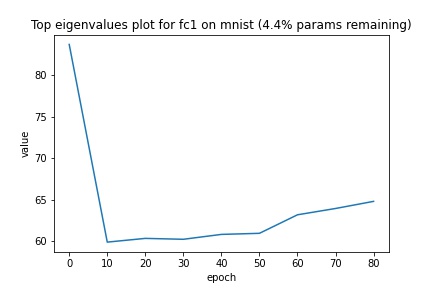 Top eigenvalues plot for fc1 on mnist (4.4% params remaining)
80
75
70
65
60
value
0 10 20 30 40 50 60 70 80
epoch